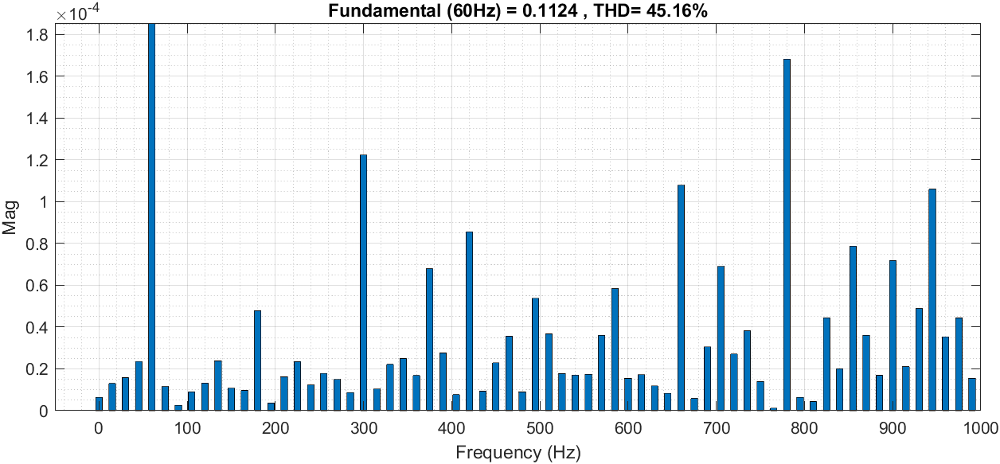 ×10⁻⁴
Fundamental (60Hz) = 0.1124 , THD= 45.16%
1.8
1.6
1.4
1.2
1
0.8
0.6
0.4
0.2
0
Mag
0 100 200 300 400 500 600 700 800 900 1000
Frequency (Hz)